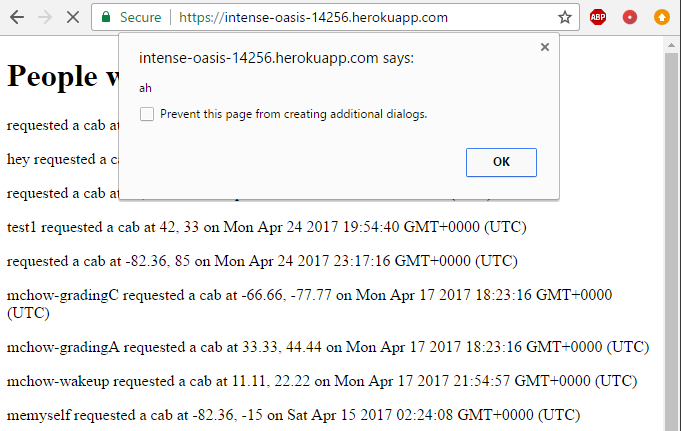 Secure | https://intense-oasis-14256.herokuapp.com
ABP
intense-oasis-14256.herokuapp.com says:
ah
Prevent this page from creating additional dialogs.
OK
People w
requested a cab at
hey requested a c
requested a cab at
test1 requested a cab at 42, 33 on Mon Apr 24 2017 19:54:40 GMT+0000 (UTC)
requested a cab at -82.36, 85 on Mon Apr 24 2017 23:17:16 GMT+0000 (UTC)
mchow-gradingC requested a cab at -66.66, -77.77 on Mon Apr 17 2017 18:23:16 GMT+0000
(UTC)
mchow-gradingA requested a cab at 33.33, 44.44 on Mon Apr 17 2017 18:23:16 GMT+0000 (UTC)
mchow-wakeup requested a cab at 11.11, 22.22 on Mon Apr 17 2017 21:54:57 GMT+0000 (UTC)
memyself requested a cab at -82.36, -15 on Sat Apr 15 2017 02:24:08 GMT+0000 (UTC)